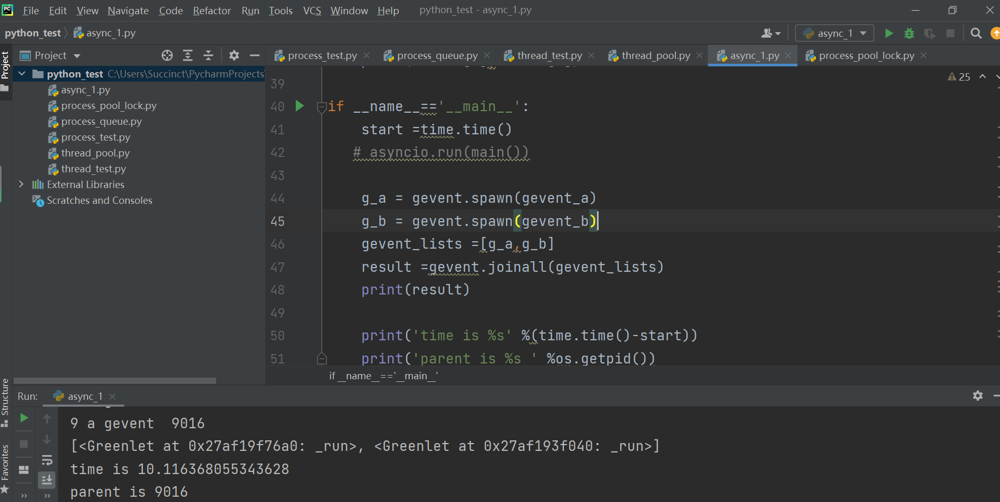 File Edit View Navigate Code Refactor Run Tools VCS Window Help python_test - async_1.py
python_test async_1.py
async_1
Project
Project
process_test.py process_queue.py thread_test.py thread_pool.py async_1.py process_pool_lock.py
python_test C:\Users\Succinct\PycharmProjects
async_1.py
process_pool_lock.py
process_queue.py
process_test.py
thread_pool.py
thread_test.py
External Libraries
Scratches and Consoles
25
39
40 if __name__=='__main__':
41 start =time.time()
42 # asyncio.run(main())
43
44 g_a = gevent.spawn(gevent_a)
45 g_b = gevent.spawn(gevent_b)
46 gevent_lists =[g_a,g_b]
47 result =gevent.joinall(gevent_lists)
48 print(result)
49
50 print('time is %s' %(time.time()-start))
51 print('parent is %s ' %os.getpid())
if __name__=='__main__'
Structure
Favorites
Run: async_1
9 a gevent  9016
[<Greenlet at 0x27af19f76a0: _run>, <Greenlet at 0x27af193f040: _run>]
time is 10.116368055343628
parent is 9016